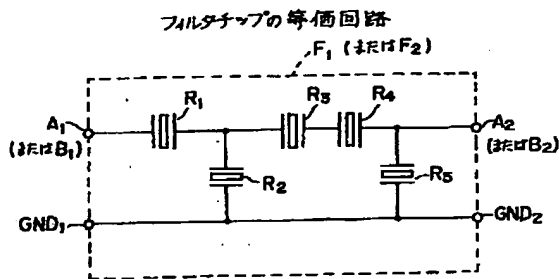 フィルタチップの等価回路
F1 (またはF2)
R1
R3
R4
A1
(またはB1)
A2
(またはB2)
R2
R5
GND1
GND2